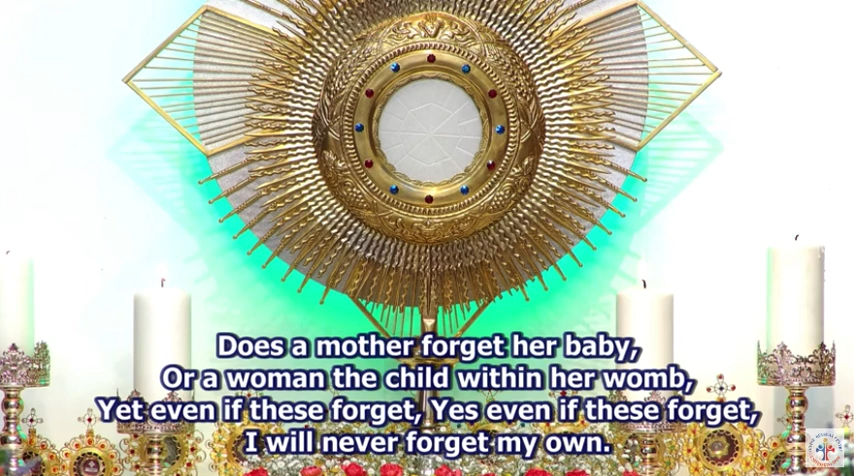 Does a mother forget her baby,
Or a woman the child within her womb,
Yet even if these forget, Yes even if these forget,
I will never forget my own.